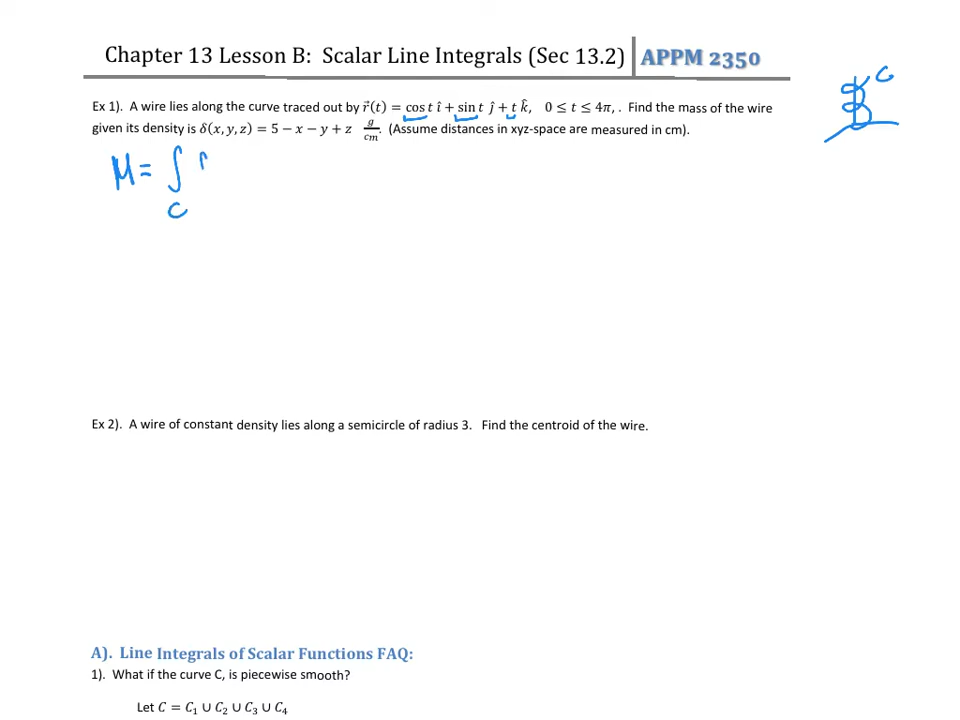 Chapter 13 Lesson B: Scalar Line Integrals (Sec 13.2) APPM 2350
C
Ex 1). A wire lies along the curve traced out by r⃗(t) = cos t î + sin t ĵ + t k̂, 0 ≤ t ≤ 4π, . Find the mass of the wire
given its density is δ(x, y, z) = 5 − x − y + z g/cm. (Assume distances in xyz-space are measured in cm).
M = ∫
C
Ex 2). A wire of constant density lies along a semicircle of radius 3. Find the centroid of the wire.
A). Line Integrals of Scalar Functions FAQ:
1). What if the curve C, is piecewise smooth?
Let C = C₁ ∪ C₂ ∪ C₃ ∪ C₄